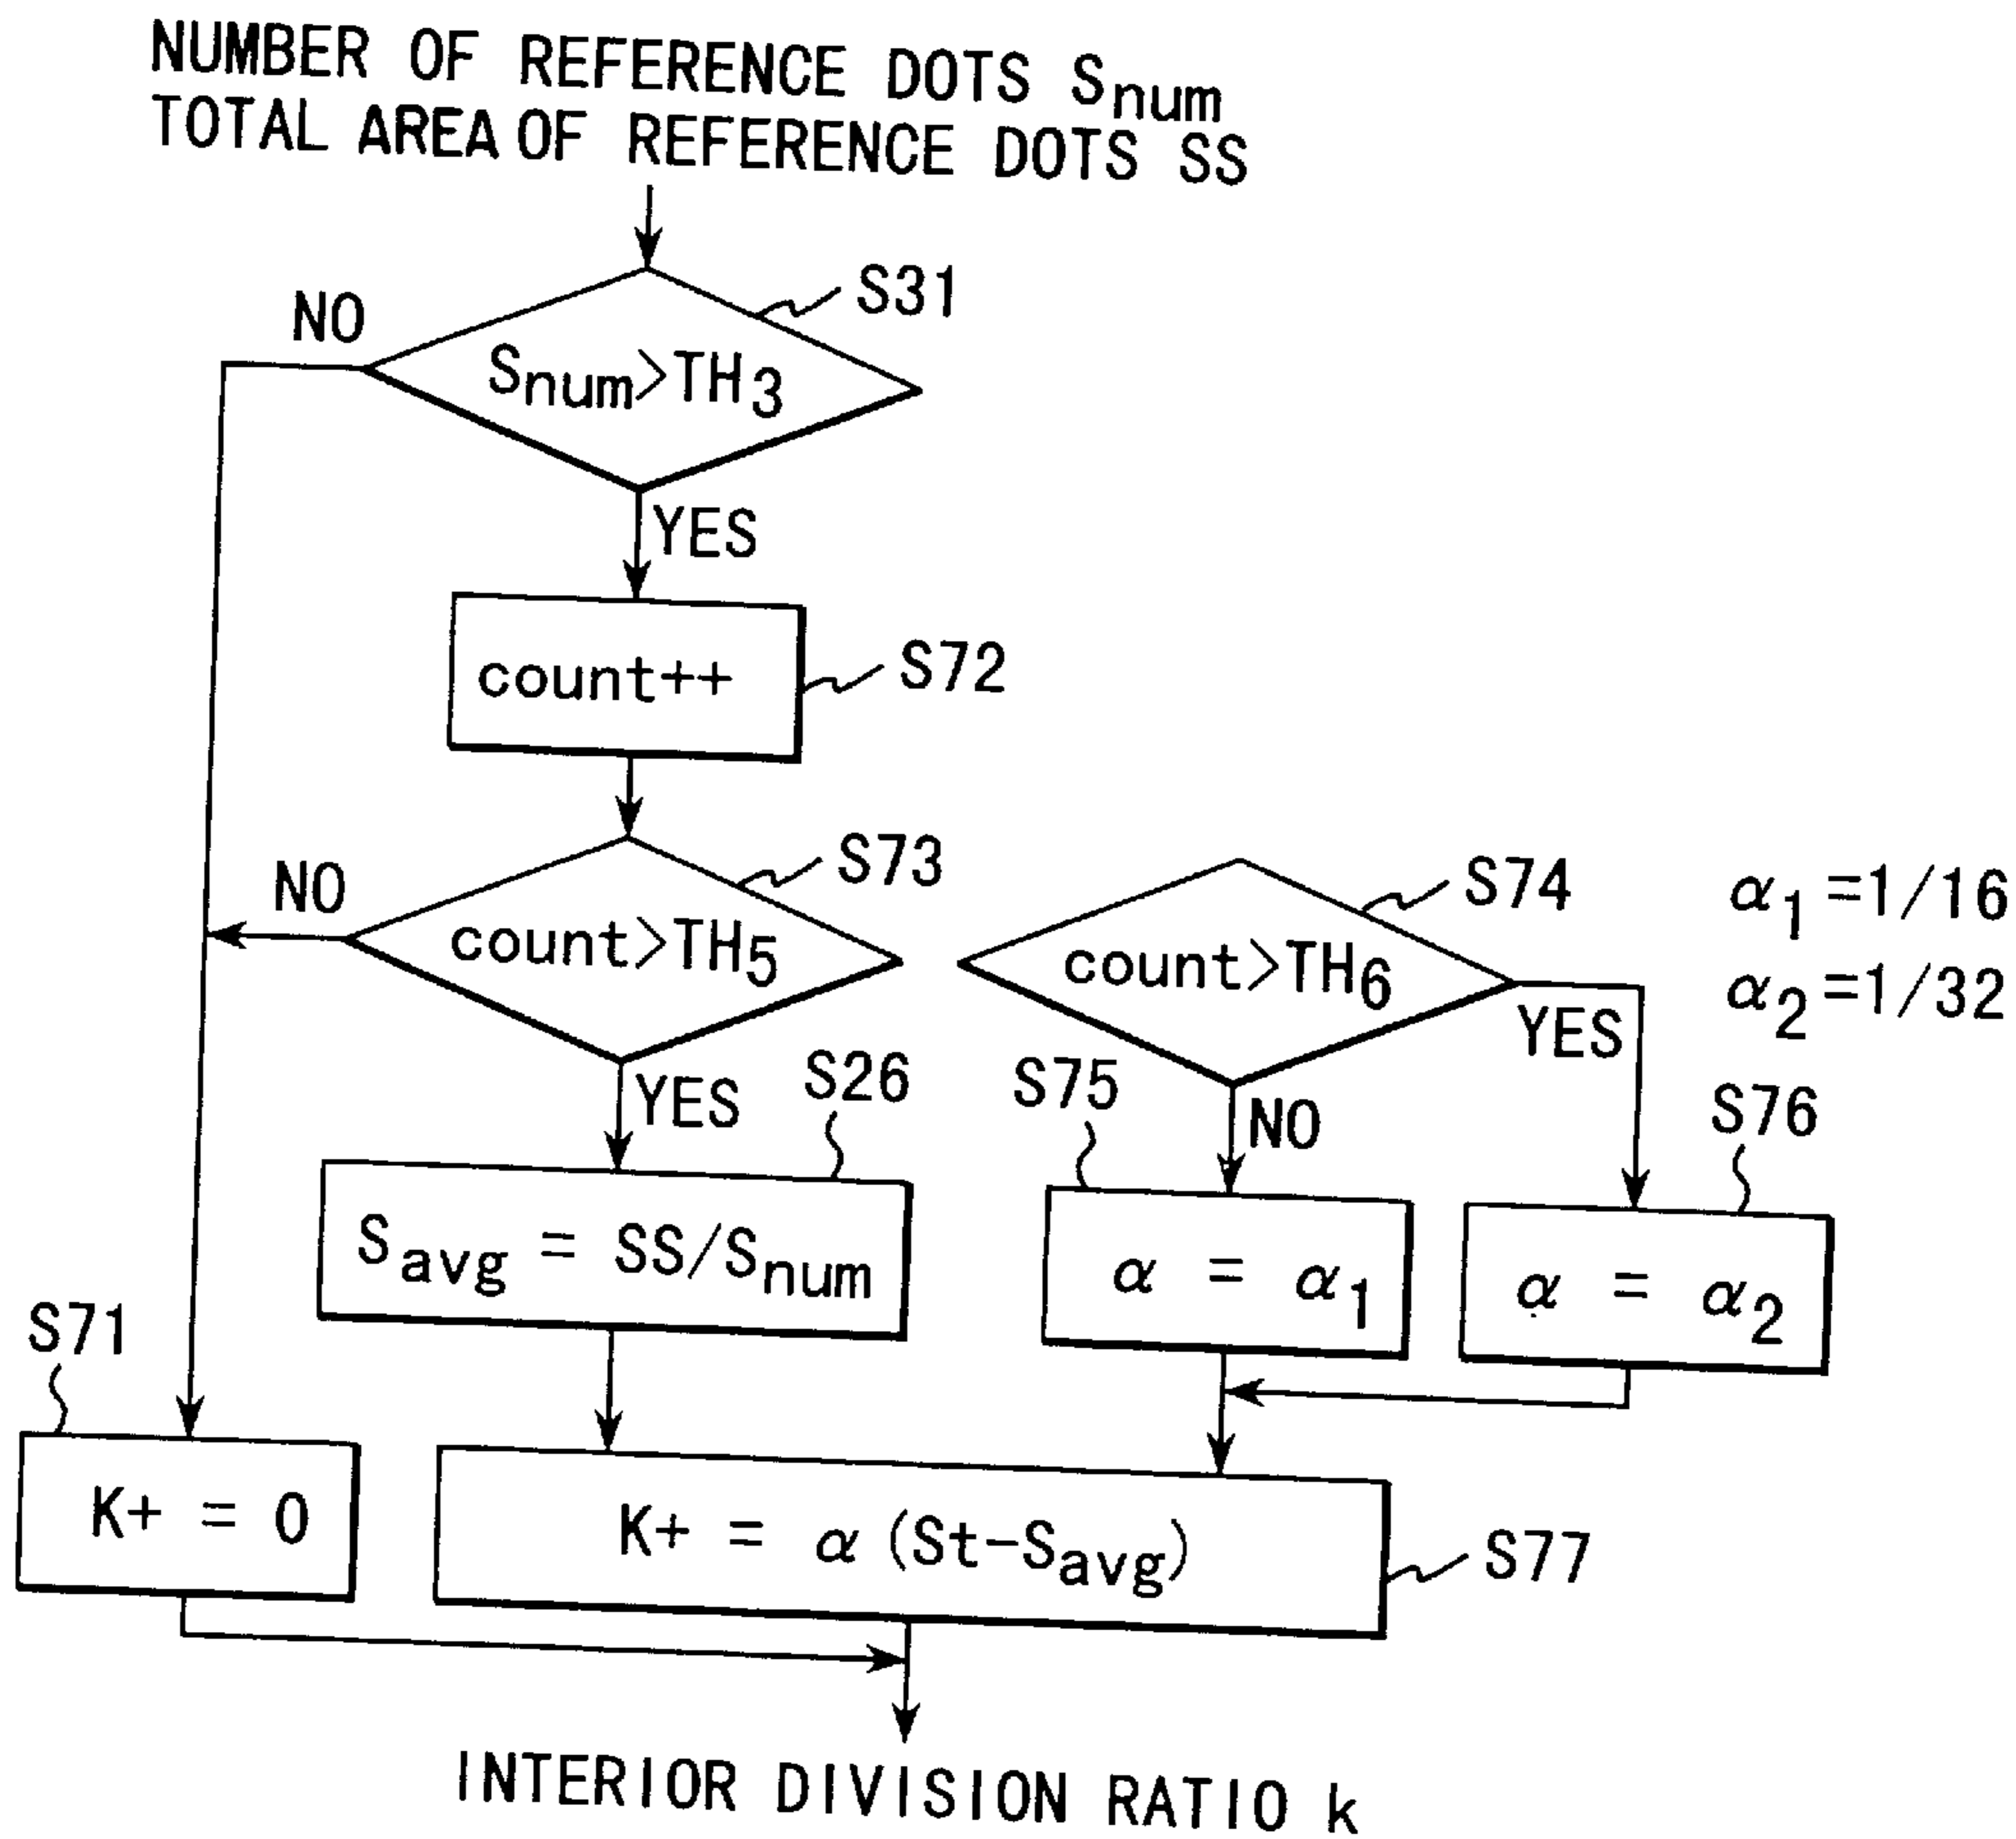 NUMBER OF REFERENCE DOTS Snum
TOTAL AREA OF REFERENCE DOTS SS
S31
NO
Snum>TH3
YES
count++
S72
S73
NO
count>TH5
S74
count>TH6
α1=1/16
α2=1/32
YES
S26
YES
S75
NO
S76
Savg = SS/Snum
α = α1
α = α2
S71
K+ = 0
K+ = α (St-Savg)
S77
INTERIOR DIVISION RATIO k